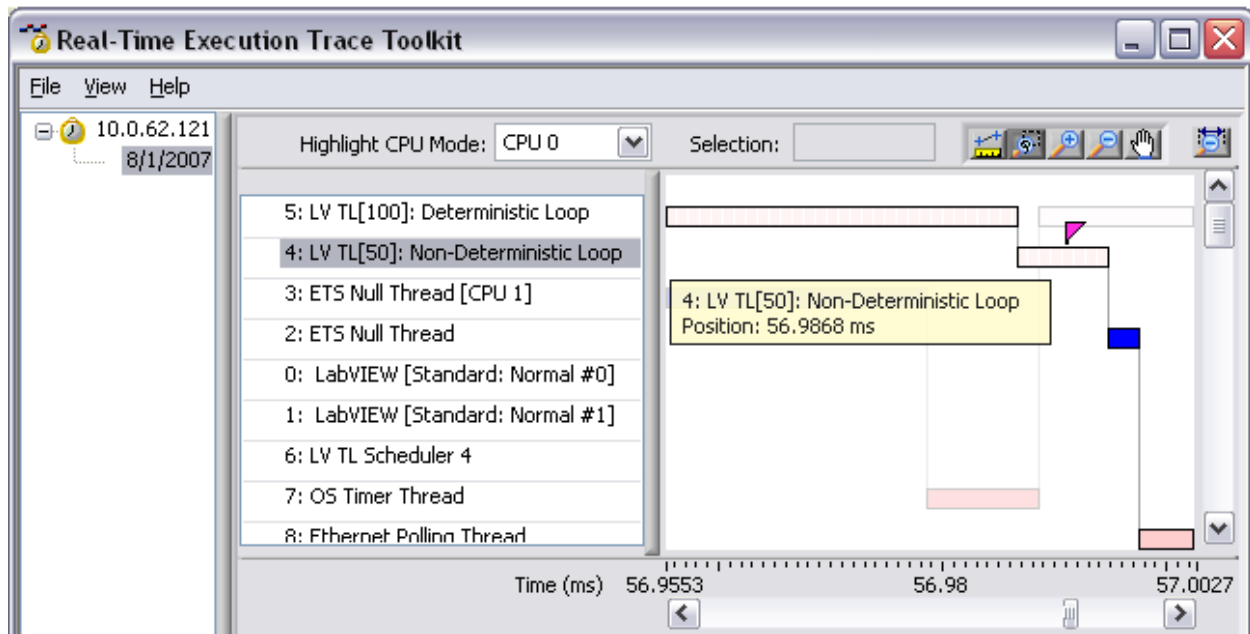 Real-Time Execution Trace Toolkit
File View Help
10.0.62.121
8/1/2007
Highlight CPU Mode: CPU 0 Selection:
5: LV TL[100]: Deterministic Loop
4: LV TL[50]: Non-Deterministic Loop
3: ETS Null Thread [CPU 1]
2: ETS Null Thread
0: LabVIEW [Standard: Normal #0]
1: LabVIEW [Standard: Normal #1]
6: LV TL Scheduler 4
7: OS Timer Thread
8: Ethernet Polling Thread
4: LV TL[50]: Non-Deterministic Loop
Position: 56.9868 ms
Time (ms) 56.9553 56.98 57.0027